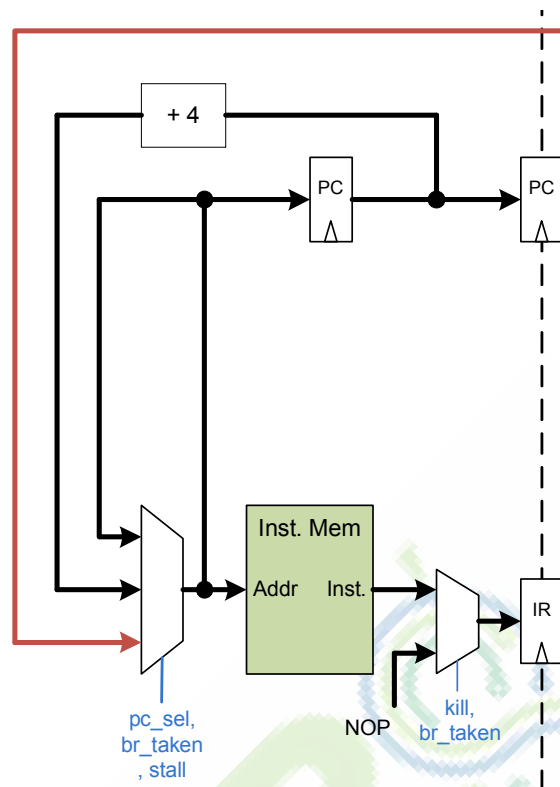 + 4
PC
PC
Inst. Mem
Addr
Inst.
IR
pc_sel,
br_taken
, stall
NOP
kill,
br_taken